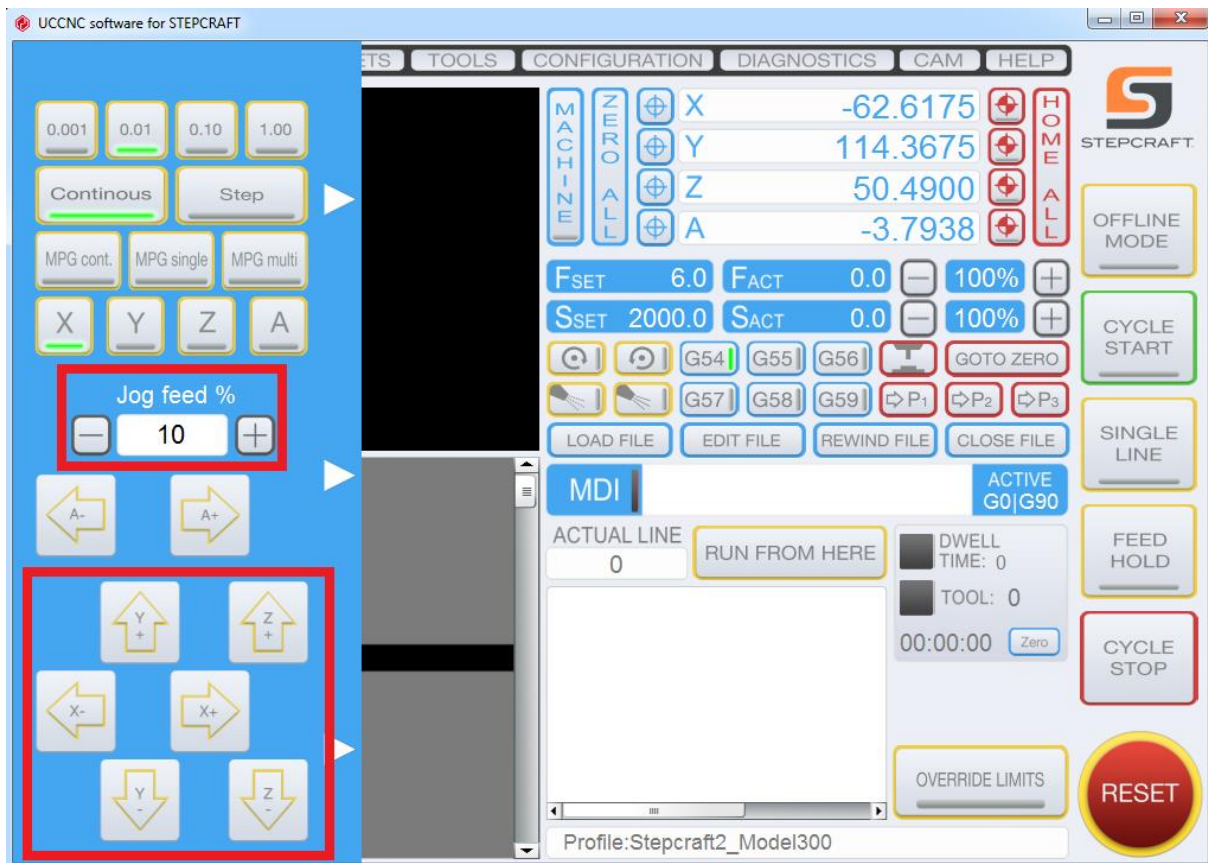 UCCNC software for STEPCRAFT
ETS TOOLS CONFIGURATION DIAGNOSTICS CAM HELP
0.001 0.01 0.10 1.00
Continous Step
MPG cont. MPG single MPG multi
X Y Z A
Jog feed %
10
A- A+
Y+ Z+
X- X+
Y- Z-
MACHINE
ZERO ALL
X -62.6175
Y 114.3675
Z 50.4900
A -3.7938
HOME ALL
FSET 6.0 FACT 0.0 100%
SSET 2000.0 SACT 0.0 100%
G54 G55 G56 GOTO ZERO
G57 G58 G59 P1 P2 P3
LOAD FILE EDIT FILE REWIND FILE CLOSE FILE
MDI ACTIVE
G0|G90
ACTUAL LINE
0
RUN FROM HERE
DWELL
TIME: 0
TOOL: 0
00:00:00 Zero
OVERRIDE LIMITS
Profile:Stepcraft2_Model300
STEPCRAFT
OFFLINE
MODE
CYCLE
START
SINGLE
LINE
FEED
HOLD
CYCLE
STOP
RESET